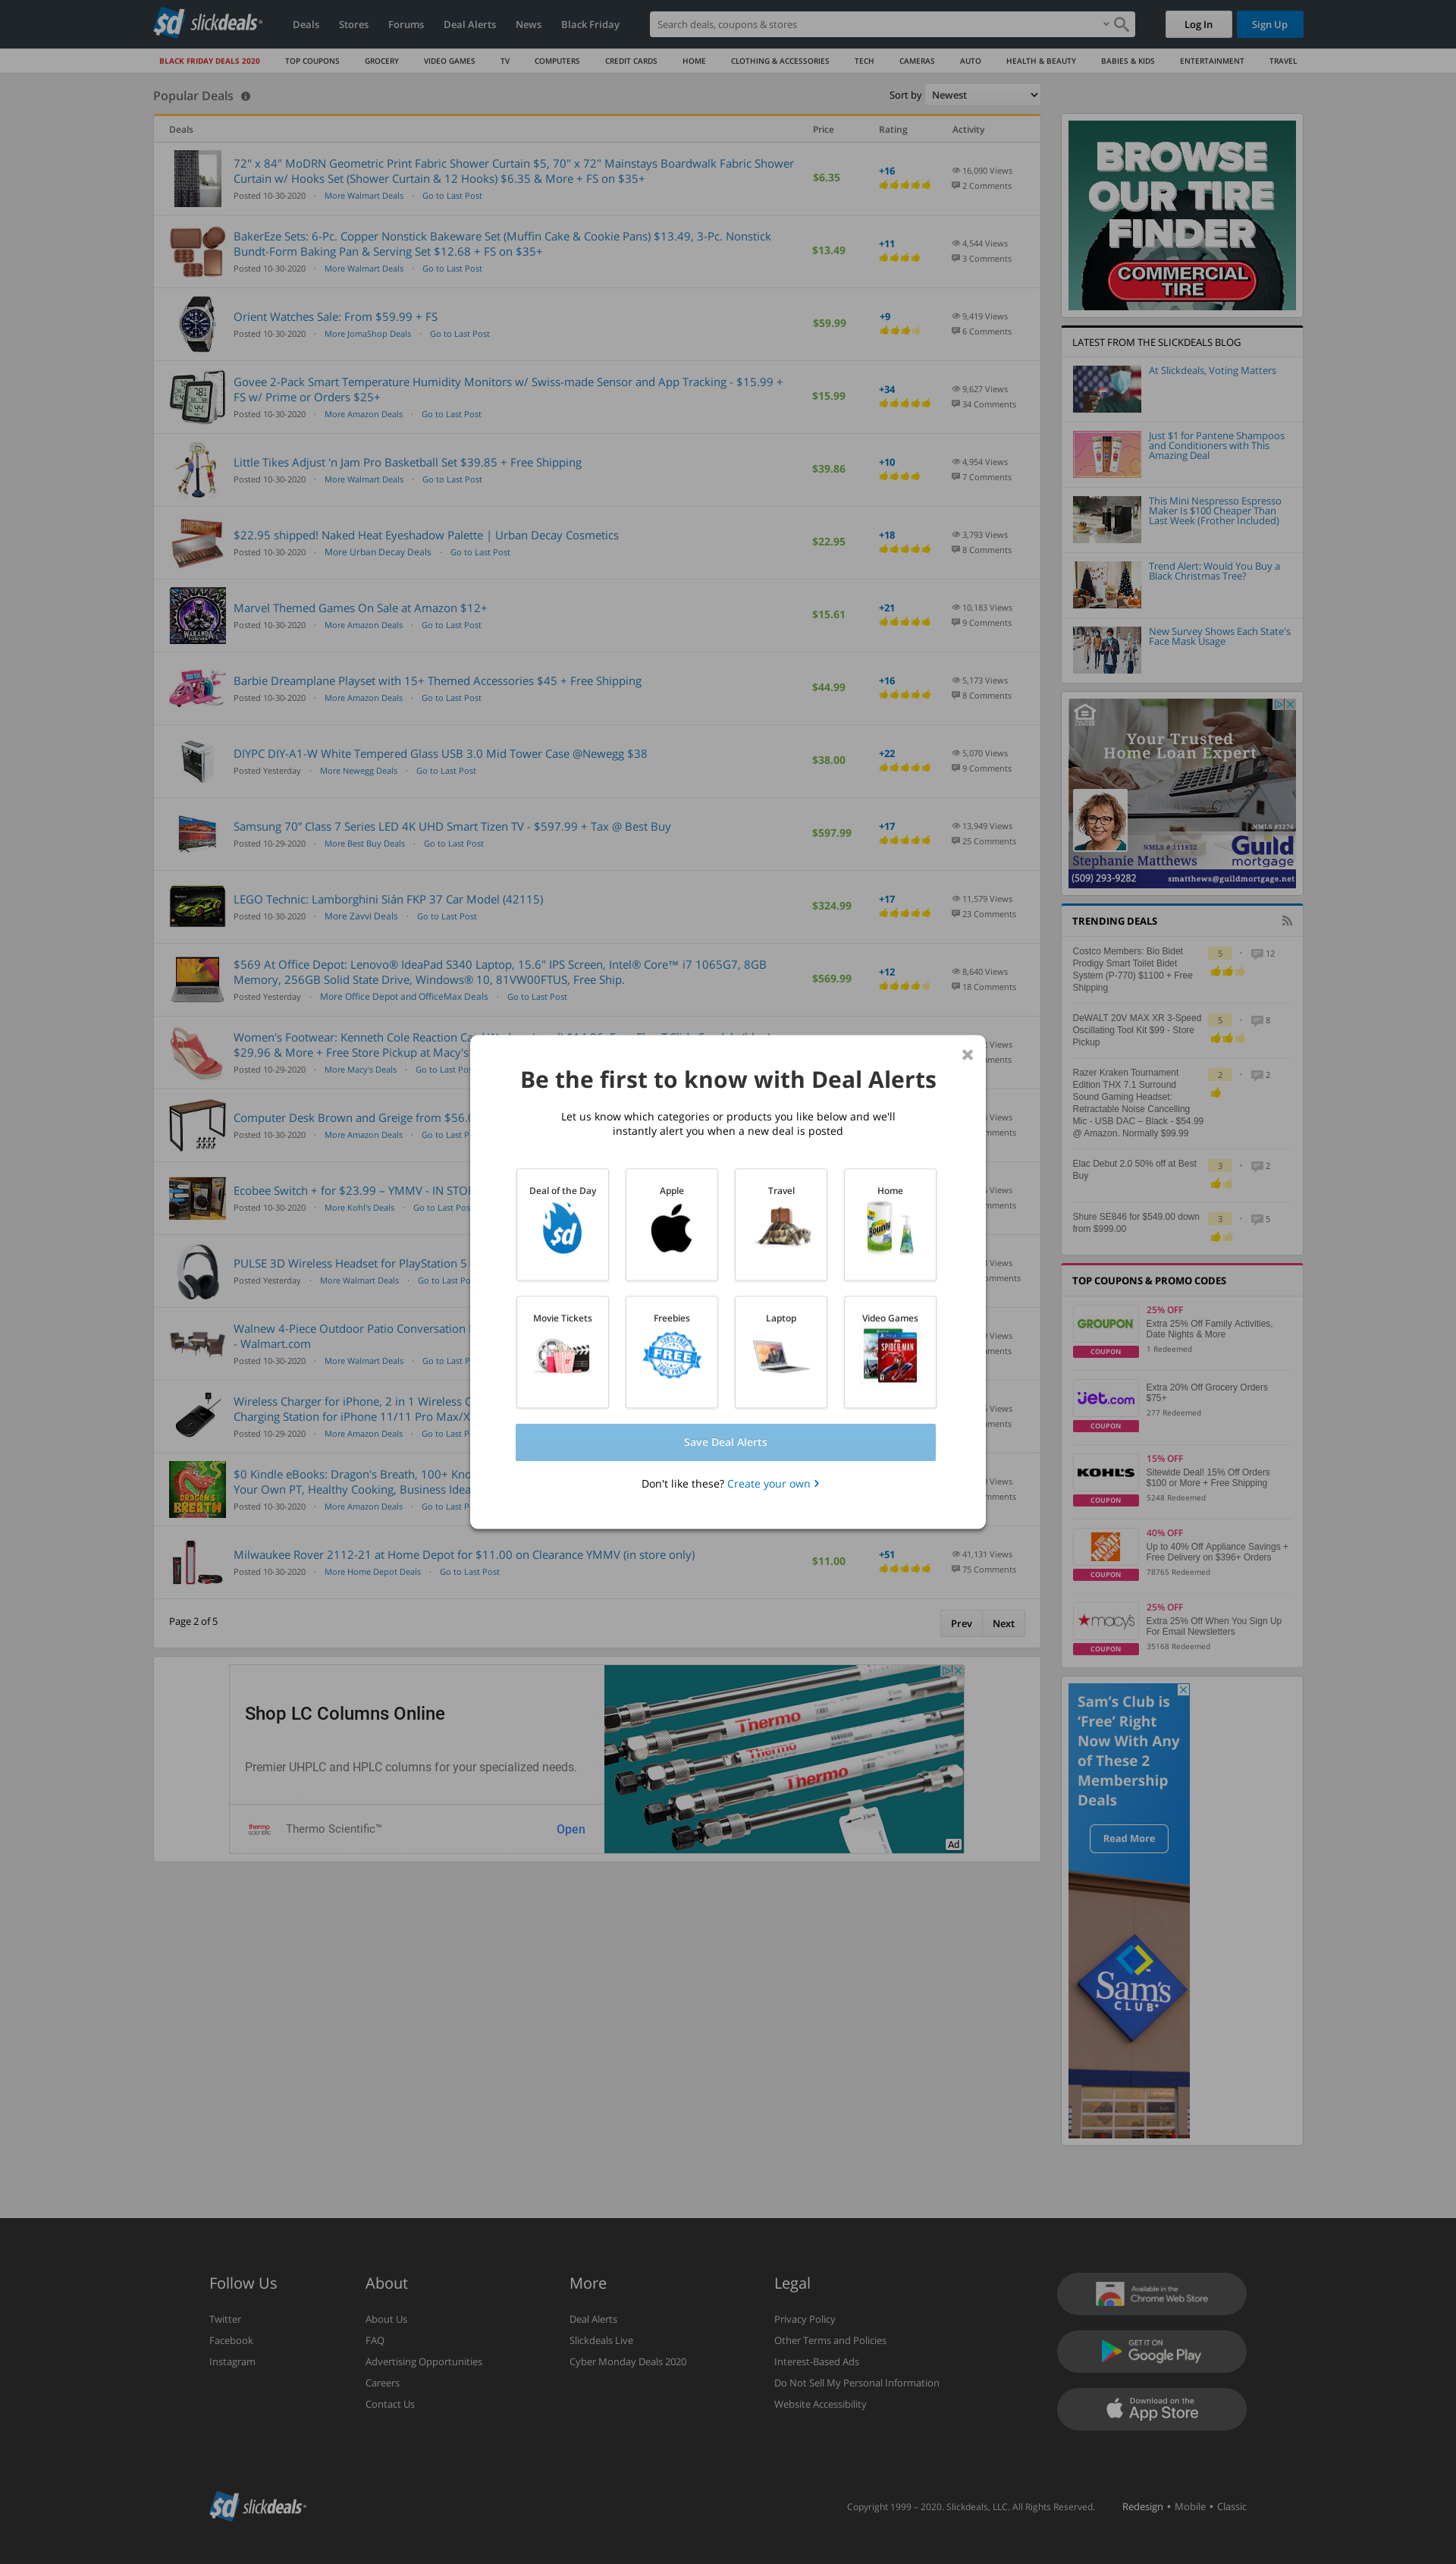 slickdeals
Deals Stores Forums Deal Alerts News Black Friday
Search deals, coupons & stores
Log In Sign Up
BLACK FRIDAY DEALS 2020 TOP COUPONS GROCERY VIDEO GAMES TV COMPUTERS CREDIT CARDS HOME CLOTHING & ACCESSORIES TECH CAMERAS AUTO HEALTH & BEAUTY BABIES & KIDS ENTERTAINMENT TRAVEL
Popular Deals
Sort by Newest
Deals Price Rating Activity
72" x 84" MoDRN Geometric Print Fabric Shower Curtain $5, 70" x 72" Mainstays Boardwalk Fabric Shower
Curtain w/ Hooks Set (Shower Curtain & 12 Hooks) $6.35 & More + FS on $35+
Posted 10-30-2020 · More Walmart Deals · Go to Last Post
$6.35
+16
16,090 Views
2 Comments
BakerEze Sets: 6-Pc. Copper Nonstick Bakeware Set (Muffin Cake & Cookie Pans) $13.49, 3-Pc. Nonstick
Bundt-Form Baking Pan & Serving Set $12.68 + FS on $35+
Posted 10-30-2020 · More Walmart Deals · Go to Last Post
$13.49
+11
4,544 Views
3 Comments
Orient Watches Sale: From $59.99 + FS
Posted 10-30-2020 · More JomaShop Deals · Go to Last Post
$59.99
+9
9,419 Views
6 Comments
Govee 2-Pack Smart Temperature Humidity Monitors w/ Swiss-made Sensor and App Tracking - $15.99 +
FS w/ Prime or Orders $25+
Posted 10-30-2020 · More Amazon Deals · Go to Last Post
$15.99
+34
9,627 Views
34 Comments
Little Tikes Adjust 'n Jam Pro Basketball Set $39.85 + Free Shipping
Posted 10-30-2020 · More Walmart Deals · Go to Last Post
$39.86
+10
4,954 Views
7 Comments
$22.95 shipped! Naked Heat Eyeshadow Palette | Urban Decay Cosmetics
Posted 10-30-2020 · More Urban Decay Deals · Go to Last Post
$22.95
+18
3,793 Views
8 Comments
Marvel Themed Games On Sale at Amazon $12+
Posted 10-30-2020 · More Amazon Deals · Go to Last Post
$15.61
+21
10,183 Views
9 Comments
Barbie Dreamplane Playset with 15+ Themed Accessories $45 + Free Shipping
Posted 10-30-2020 · More Amazon Deals · Go to Last Post
$44.99
+16
5,173 Views
8 Comments
DIYPC DIY-A1-W White Tempered Glass USB 3.0 Mid Tower Case @Newegg $38
Posted Yesterday · More Newegg Deals · Go to Last Post
$38.00
+22
5,070 Views
9 Comments
Samsung 70” Class 7 Series LED 4K UHD Smart Tizen TV - $597.99 + Tax @ Best Buy
Posted 10-29-2020 · More Best Buy Deals · Go to Last Post
$597.99
+17
13,949 Views
25 Comments
LEGO Technic: Lamborghini Sián FKP 37 Car Model (42115)
Posted 10-30-2020 · More Zavvi Deals · Go to Last Post
$324.99
+17
11,579 Views
23 Comments
$569 At Office Depot: Lenovo® IdeaPad S340 Laptop, 15.6" IPS Screen, Intel® Core™ i7 1065G7, 8GB
Memory, 256GB Solid State Drive, Windows® 10, 81VW00FTUS, Free Ship.
Posted Yesterday · More Office Depot and OfficeMax Deals · Go to Last Post
$569.99
+12
8,640 Views
18 Comments
Women's Footwear: Kenneth Cole Reaction
$29.96 & More + Free Store Pickup at Macy's
Posted 10-29-2020 · More Macy's Deals · Go to Last Pos
Computer Desk Brown and Greige from $56.0
Posted 10-30-2020 · More Amazon Deals · Go to Last P
Ecobee Switch + for $23.99 – YMMV - IN STO
Posted 10-30-2020 · More Kohl's Deals · Go to Last Pos
PULSE 3D Wireless Headset for PlayStation 5
Posted Yesterday · More Walmart Deals · Go to Last Po
Walnew 4-Piece Outdoor Patio Conversation
- Walmart.com
Posted 10-30-2020 · More Walmart Deals · Go to Last P
Wireless Charger for iPhone, 2 in 1 Wireless C
Charging Station for iPhone 11/11 Pro Max/X
Posted 10-29-2020 · More Amazon Deals · Go to Last P
$0 Kindle eBooks: Dragon's Breath, 100+ Kno
Your Own PT, Healthy Cooking, Business Idea
Posted 10-30-2020 · More Amazon Deals · Go to Last P
Milwaukee Rover 2112-21 at Home Depot for $11.00 on Clearance YMMV (in store only)
Posted 10-30-2020 · More Home Depot Deals · Go to Last Post
$11.00
+51
41,131 Views
75 Comments
Page 2 of 5
Prev Next
Be the first to know with Deal Alerts
Let us know which categories or products you like below and we'll
instantly alert you when a new deal is posted
Deal of the Day Apple Travel Home
Movie Tickets Freebies Laptop Video Games
Save Deal Alerts
Don't like these? Create your own
Shop LC Columns Online
Premier UHPLC and HPLC columns for your specialized needs.
thermo
scientific
Thermo Scientific™
Open
Thermo
Thermo
Thermo
Thermo
Ad
BROWSE
OUR TIRE
FINDER
COMMERCIAL
TIRE
LATEST FROM THE SLICKDEALS BLOG
At Slickdeals, Voting Matters
Just $1 for Pantene Shampoos
and Conditioners with This
Amazing Deal
This Mini Nespresso Espresso
Maker Is $100 Cheaper Than
Last Week (Frother Included)
Trend Alert: Would You Buy a
Black Christmas Tree?
New Survey Shows Each State's
Face Mask Usage
Your Trusted
Home Loan Expert
NMLS #3274
NMLS # 111832
Stephanie Matthews
Guild
mortgage
(509) 293-9282 smatthews@guildmortgage.net
TRENDING DEALS
Costco Members: Bio Bidet
Prodigy Smart Toilet Bidet
System (P-770) $1100 + Free
Shipping
5 12
DeWALT 20V MAX XR 3-Speed
Oscillating Tool Kit $99 - Store
Pickup
5 8
Razer Kraken Tournament
Edition THX 7.1 Surround
Sound Gaming Headset:
Retractable Noise Cancelling
Mic - USB DAC – Black - $54.99
@ Amazon. Normally $99.99
2 2
Elac Debut 2.0 50% off at Best
Buy
3 2
Shure SE846 for $549.00 down
from $999.00
3 5
TOP COUPONS & PROMO CODES
GROUPON
COUPON
25% OFF
Extra 25% Off Family Activities,
Date Nights & More
1 Redeemed
jet.com
COUPON
Extra 20% Off Grocery Orders
$75+
277 Redeemed
KOHL'S
COUPON
15% OFF
Sitewide Deal! 15% Off Orders
$100 or More + Free Shipping
5248 Redeemed
COUPON
40% OFF
Up to 40% Off Appliance Savings +
Free Delivery on $396+ Orders
78765 Redeemed
macy's
COUPON
25% OFF
Extra 25% Off When You Sign Up
For Email Newsletters
35168 Redeemed
Sam’s Club is
‘Free’ Right
Now With Any
of These 2
Membership
Deals
Read More
Sam's
CLUB
Follow Us
Twitter
Facebook
Instagram
About
About Us
FAQ
Advertising Opportunities
Careers
Contact Us
More
Deal Alerts
Slickdeals Live
Cyber Monday Deals 2020
Legal
Privacy Policy
Other Terms and Policies
Interest-Based Ads
Do Not Sell My Personal Information
Website Accessibility
Available in the
Chrome Web Store
GET IT ON
Google Play
Download on the
App Store
slickdeals
Copyright 1999 – 2020. Slickdeals, LLC. All Rights Reserved. Redesign • Mobile • Classic